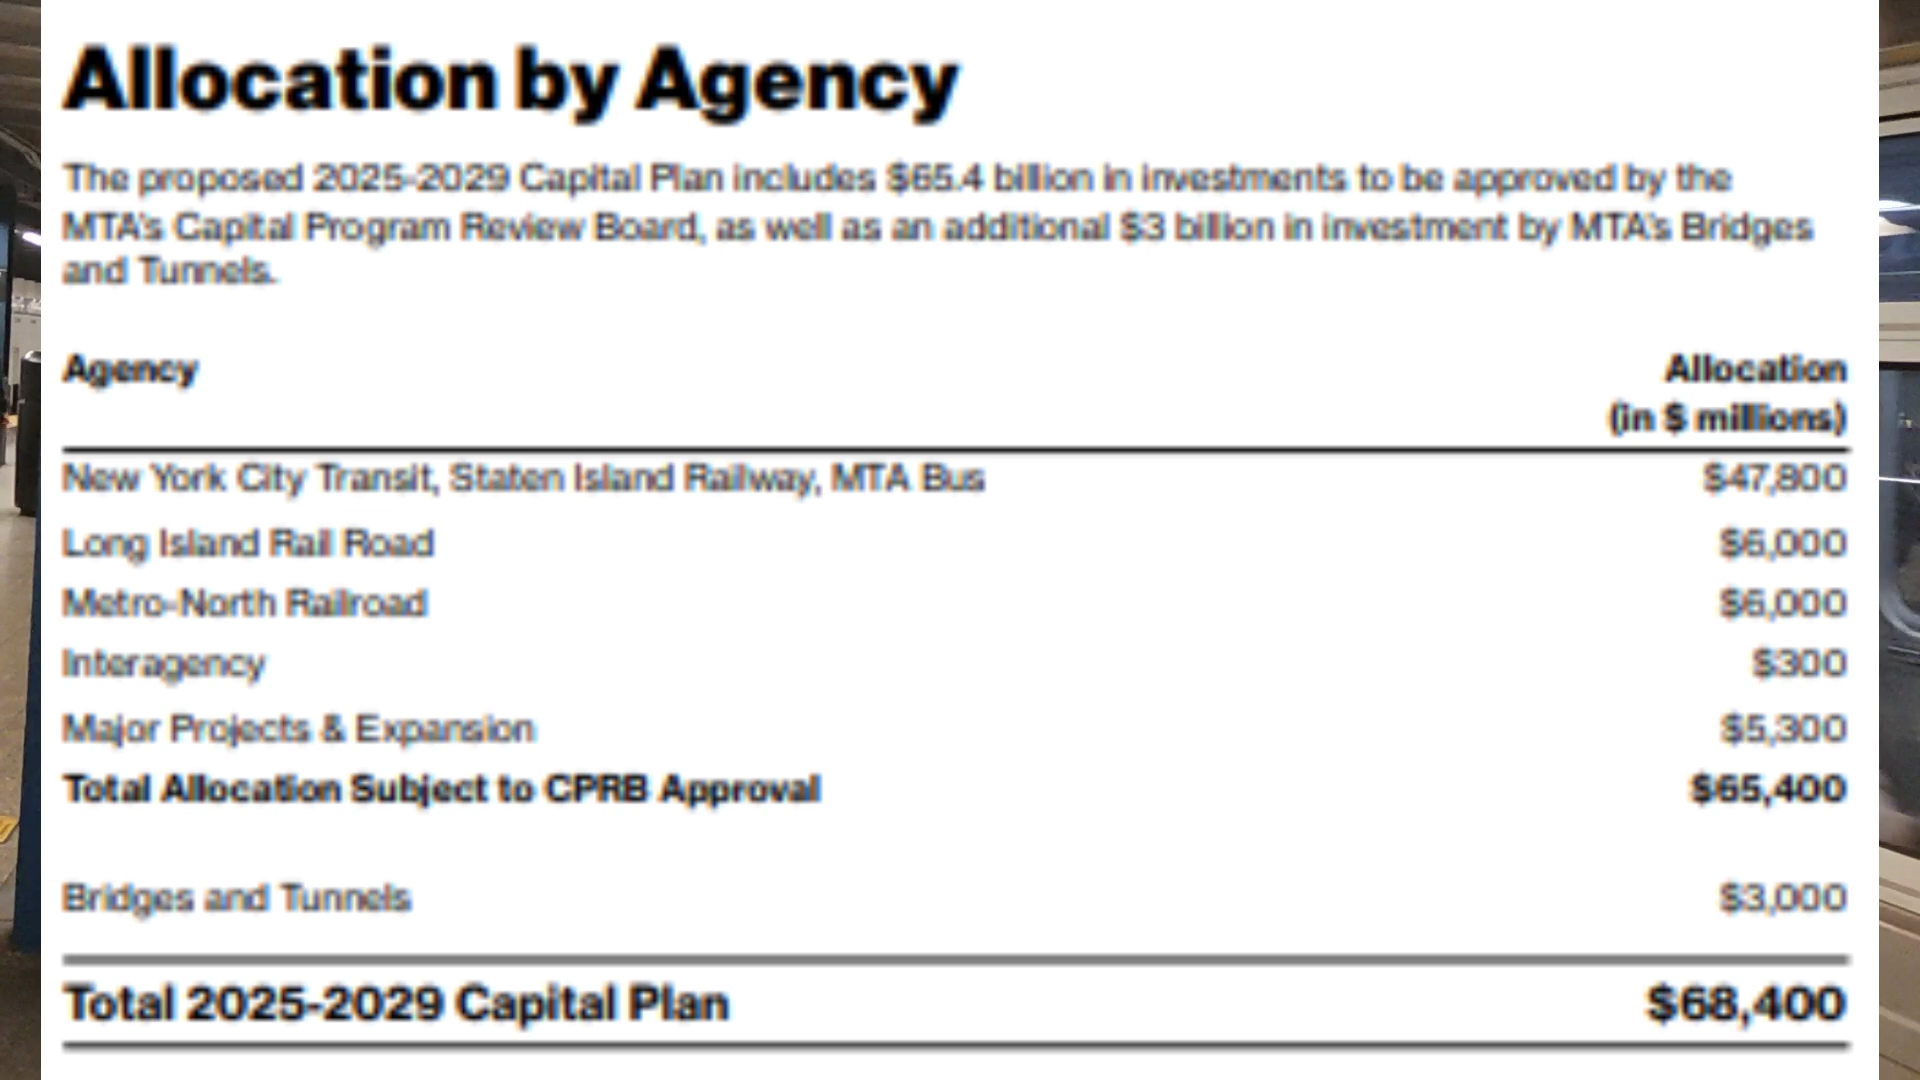 Allocation by Agency
The proposed 2025-2029 Capital Plan includes $65.4 billion in investments to be approved by the
MTA's Capital Program Review Board, as well as an additional $3 billion in investment by MTA's Bridges
and Tunnels.
Agency Allocation
(in $ millions)
New York City Transit, Staten Island Railway, MTA Bus $47,800
Long Island Rail Road $6,000
Metro-North Railroad $6,000
Interagency $300
Major Projects & Expansion $5,300
Total Allocation Subject to CPRB Approval $65,400
Bridges and Tunnels $3,000
Total 2025-2029 Capital Plan $68,400